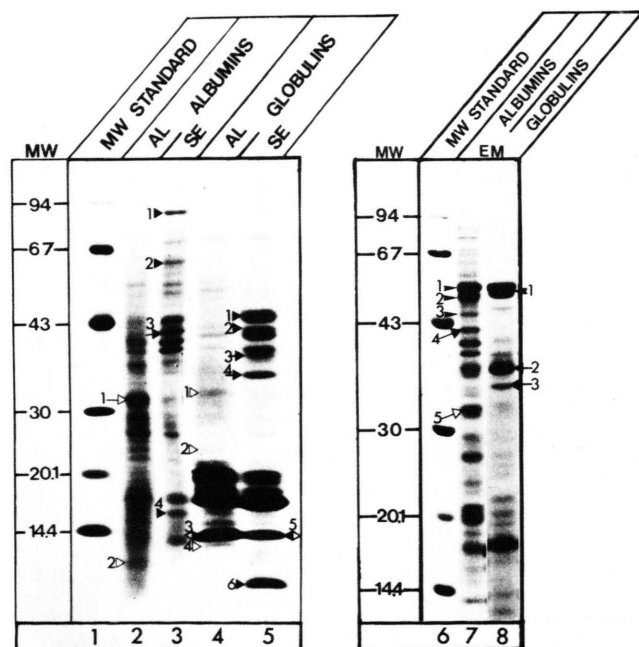 MW STANDARD
ALBUMINS
GLOBULINS
AL
SE
AL
SE
MW
94
67
43
30
20.1
14.4
1
2
1
2
3
4
3
4
1
2
1
2
3
4
5
6
1 2 3 4 5
MW STANDARD
ALBUMINS
GLOBULINS
EM
MW
94
67
43
30
20.1
14.4
1
2
3
4
5
1
2
3
6 7 8